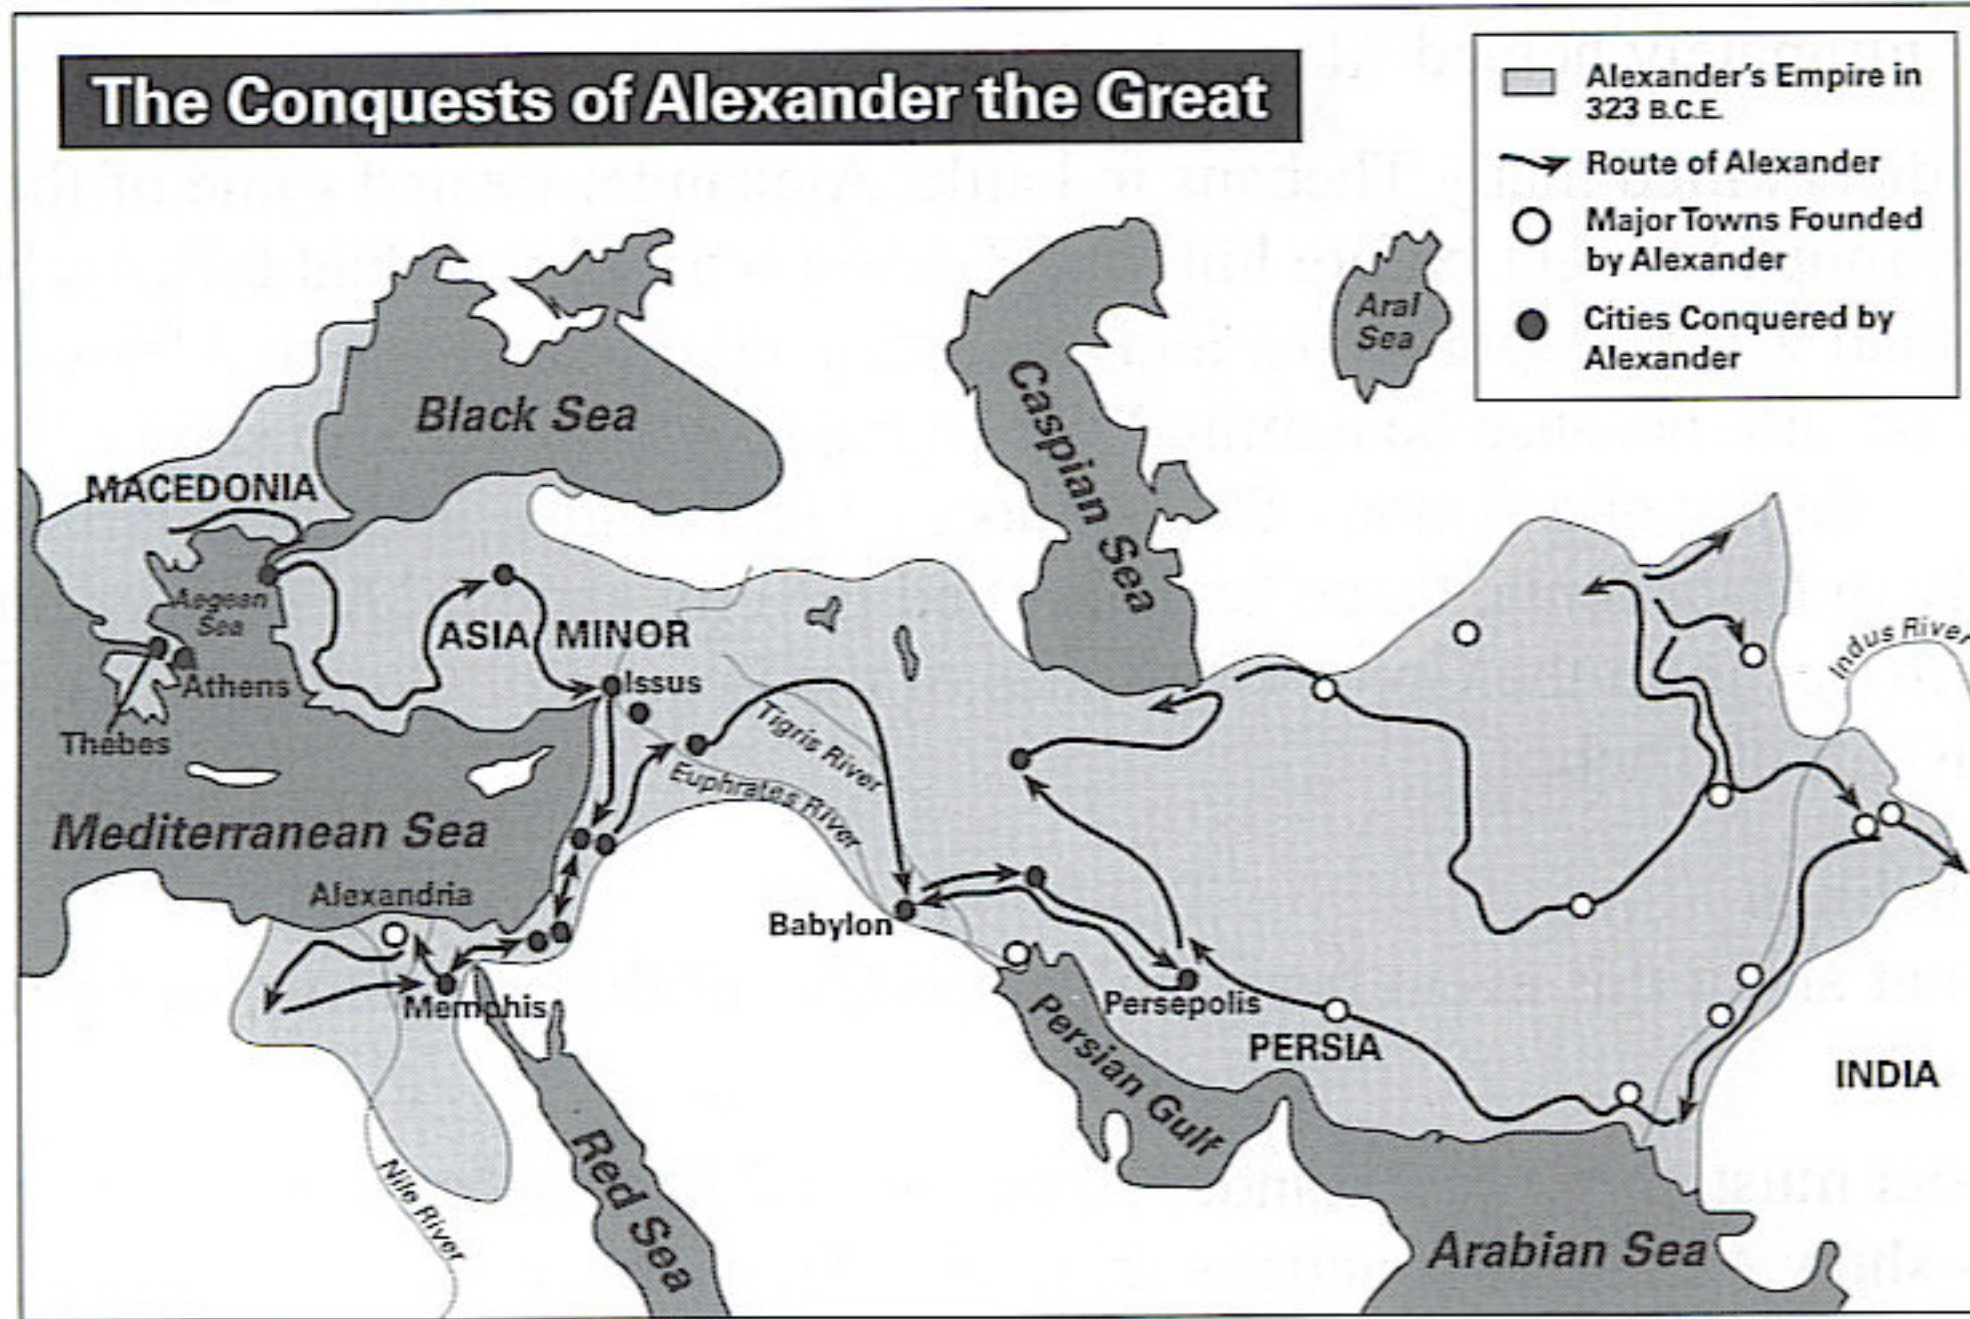 The Conquests of Alexander the Great
Alexander's Empire in
323 B.C.E.
Route of Alexander
Major Towns Founded
by Alexander
Cities Conquered by
Alexander
Aral
Sea
Black Sea
Caspian Sea
MACEDONIA
Aegean
Sea
ASIA MINOR
Issus
Athens
Thebes
Tigris River
Euphrates River
Indus River
Mediterranean Sea
Alexandria
Babylon
Memphis
Persepolis
PERSIA
Persian Gulf
INDIA
Nile River
Red Sea
Arabian Sea